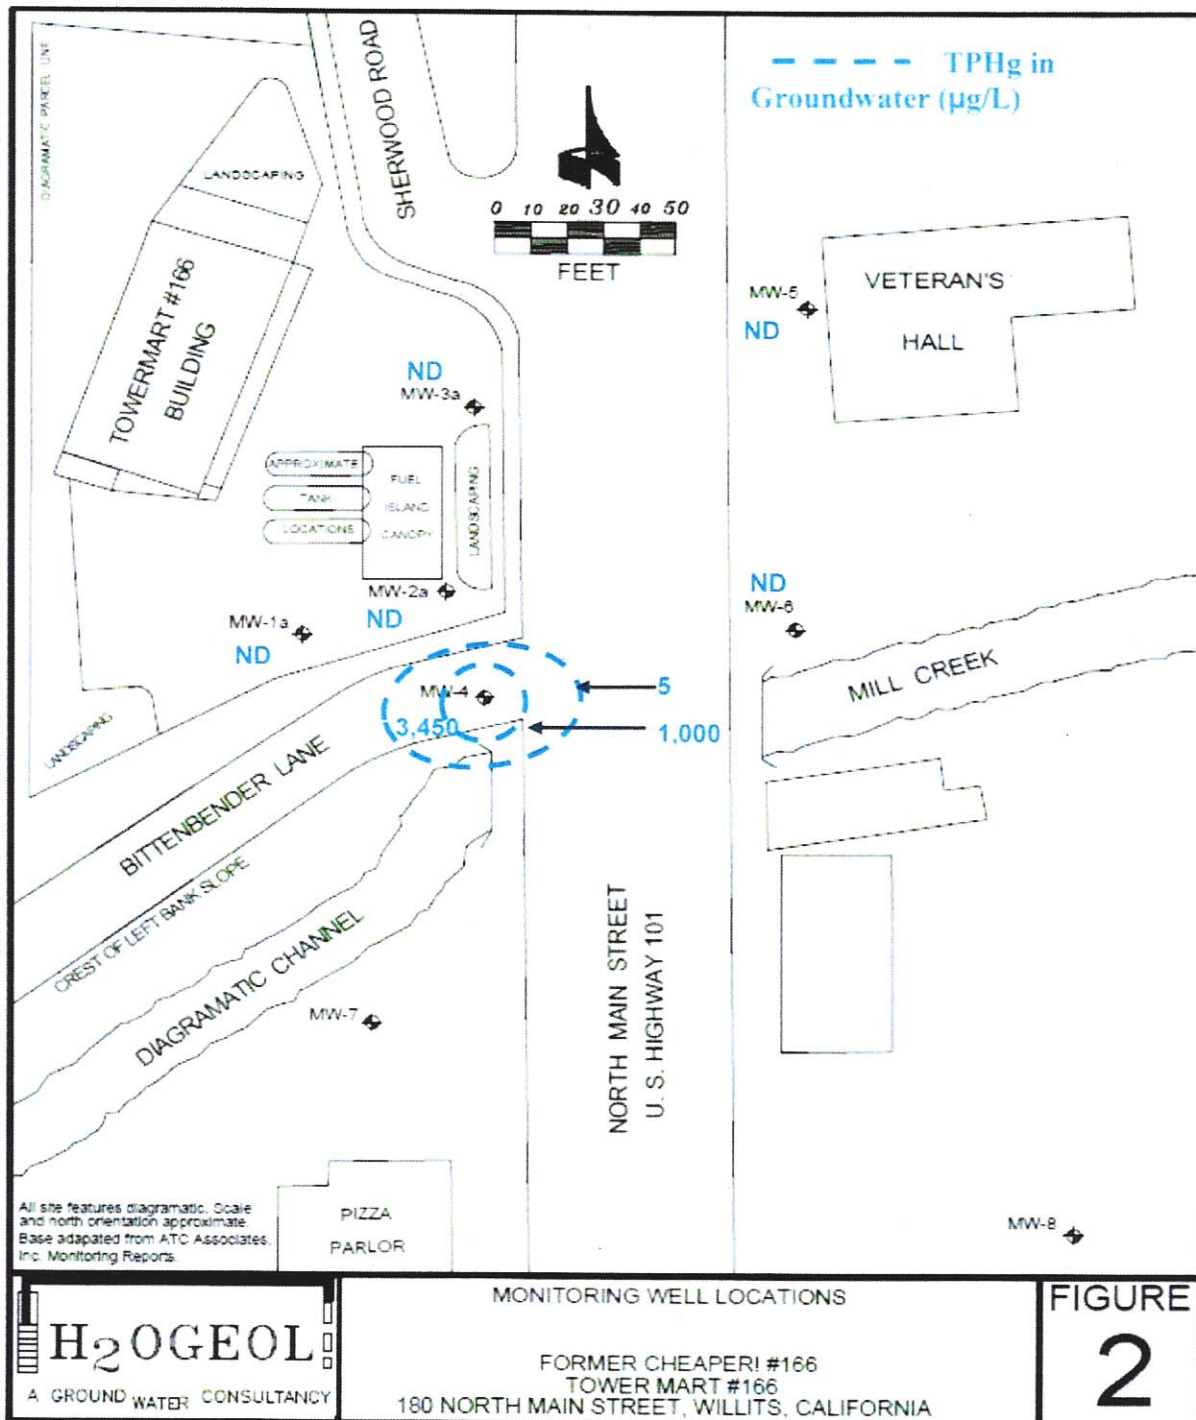 DIAGRAMATIC PARCEL LINE
SHERWOOD ROAD
TPHg in
Groundwater (µg/L)
LANDSCAPING
0 10 20 30 40 50
FEET
TOWERMART #166
BUILDING
MW-5
ND
VETERAN'S
HALL
ND
MW-3a
APPROXIMATE
TANK
LOCATIONS
FUEL
ISLAND
CANOPY
LANDSCAPING
MW-2a
ND
MW-1a
ND
ND
MW-6
MILL CREEK
MW-4
3,450
5
1,000
LANDSCAPING
BITTENBENDER LANE
CREST OF LEFT BANK SLOPE
DIAGRAMATIC CHANNEL
MW-7
NORTH MAIN STREET
U. S. HIGHWAY 101
PIZZA
PARLOR
MW-8
All site features diagramatic. Scale
and north orientation approximate.
Base adapated from ATC Associates,
Inc. Monitoring Reports.
H2OGEOL
A GROUND WATER CONSULTANCY
MONITORING WELL LOCATIONS
FORMER CHEAPER! #166
TOWER MART #166
180 NORTH MAIN STREET, WILLITS, CALIFORNIA
FIGURE
2